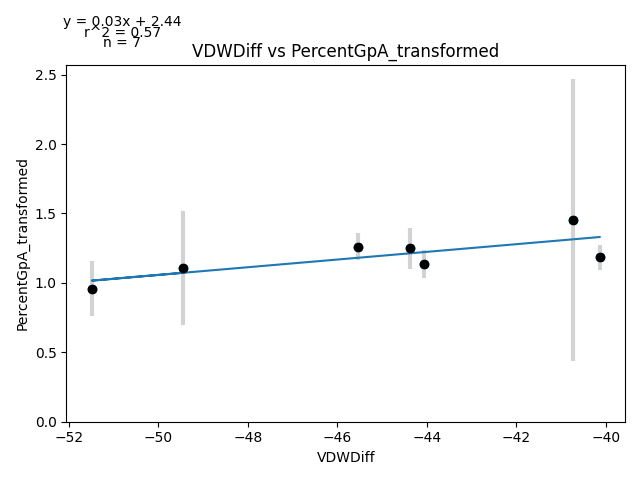 y = 0.03x + 2.44
r^2 = 0.57
n = 7
VDWDiff vs PercentGpA_transformed
2.5
2.0
1.5
1.0
0.5
0.0
PercentGpA_transformed
−52
−50
−48
−46
−44
−42
−40
VDWDiff